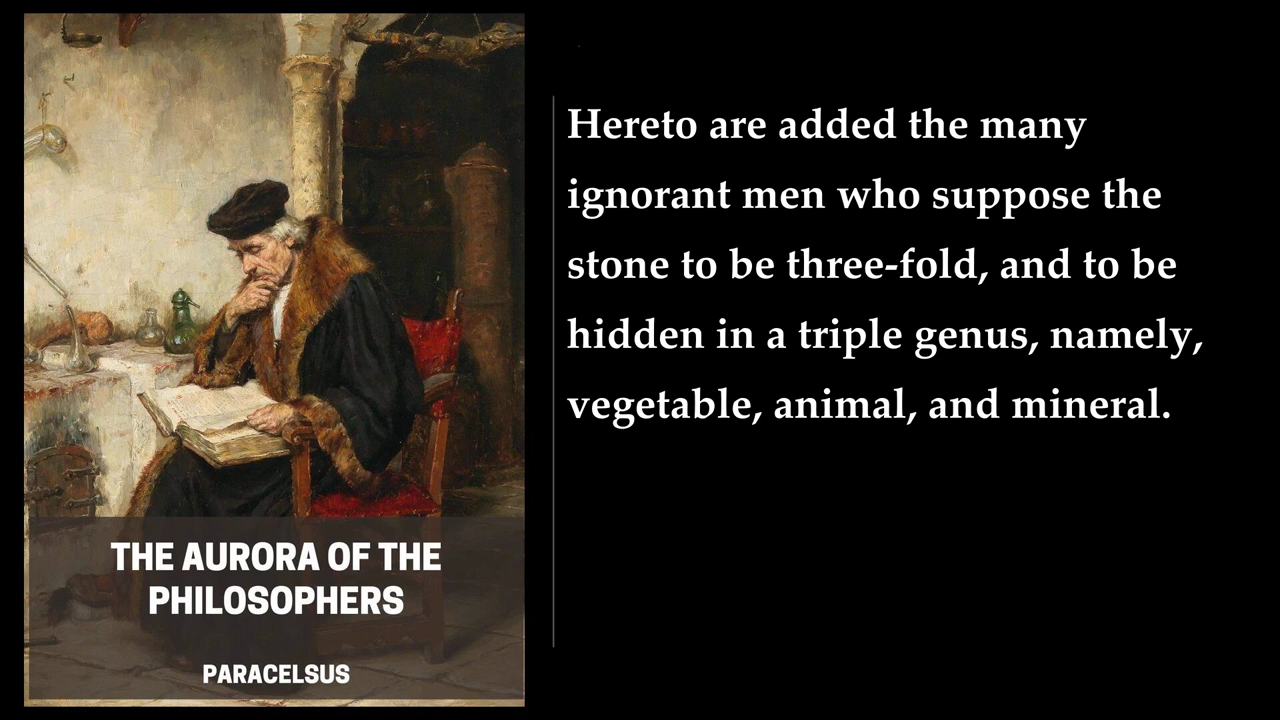 Hereto are added the many
ignorant men who suppose the
stone to be three-fold, and to be
hidden in a triple genus, namely,
vegetable, animal, and mineral.
THE AURORA OF THE
PHILOSOPHERS
PARACELSUS